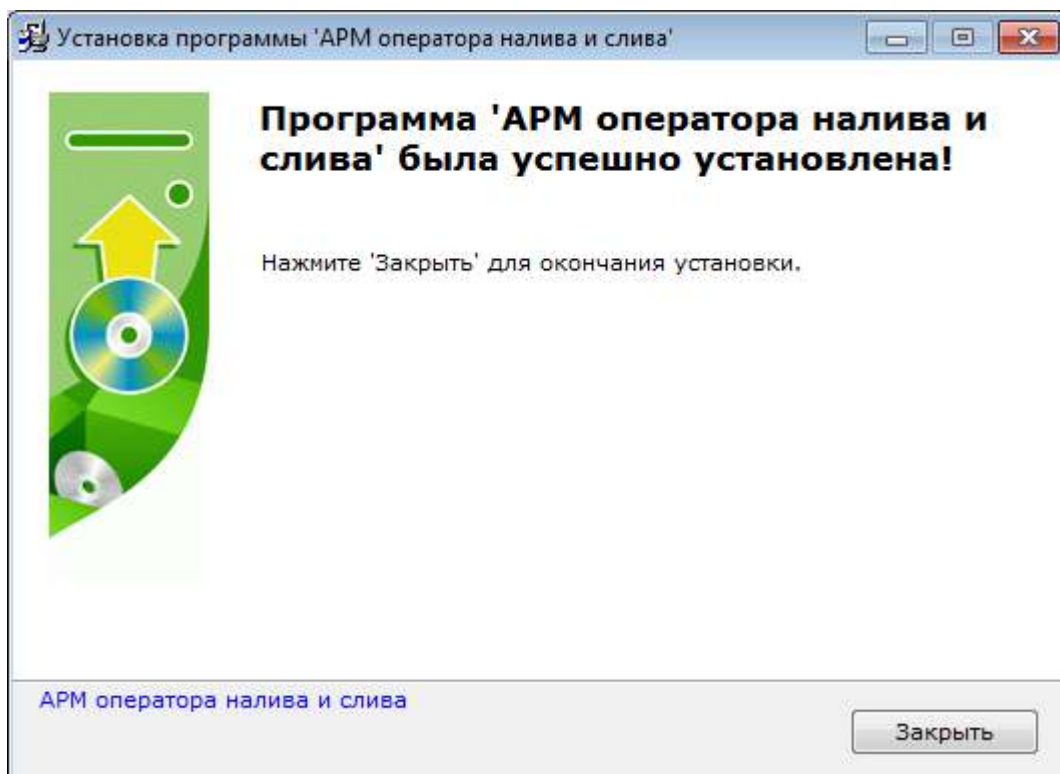 Установка программы 'АРМ оператора налива и слива'
Программа 'АРМ оператора налива и
слива' была успешно установлена!
Нажмите 'Закрыть' для окончания установки.
АРМ оператора налива и слива
Закрыть